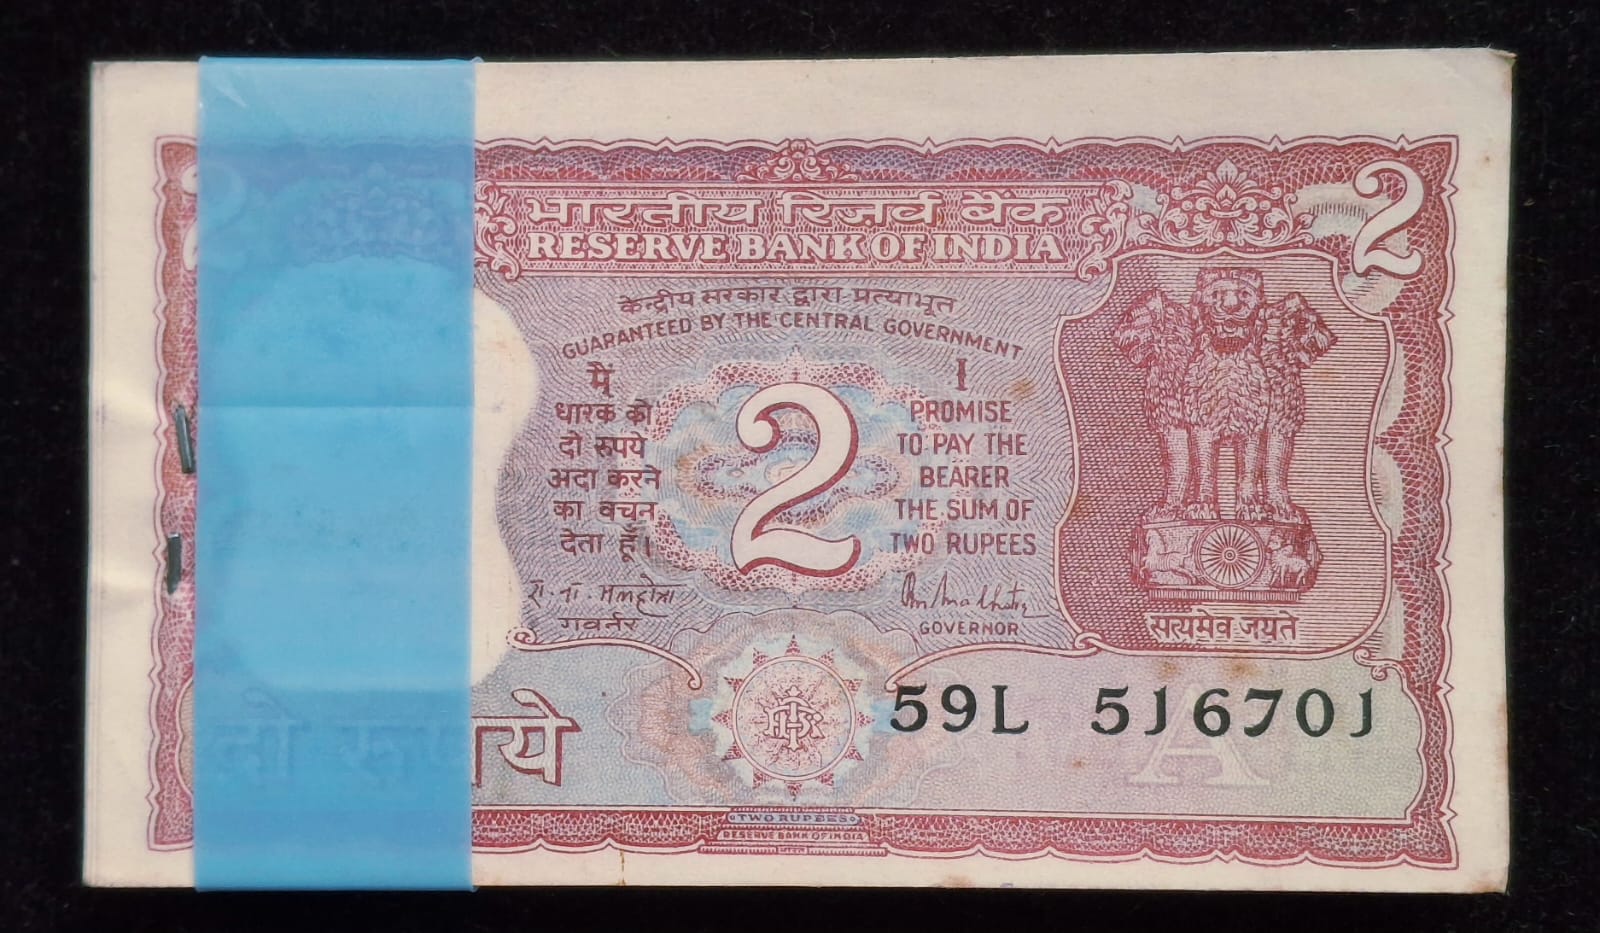 भारतीय रिज़र्व बैंक
RESERVE BANK OF INDIA
2
केन्द्रीय सरकार द्वारा प्रत्याभूत
GUARANTEED BY THE CENTRAL GOVERNMENT
मैं
धारक को
दो रुपये
अदा करने
का वचन
देता हूँ।
2
I
PROMISE
TO PAY THE
BEARER
THE SUM OF
TWO RUPEES
गवर्नर
GOVERNOR
सत्यमेव जयते
दो रुपये
59L 516701
A
TWO RUPEES
RESERVE BANK OF INDIA